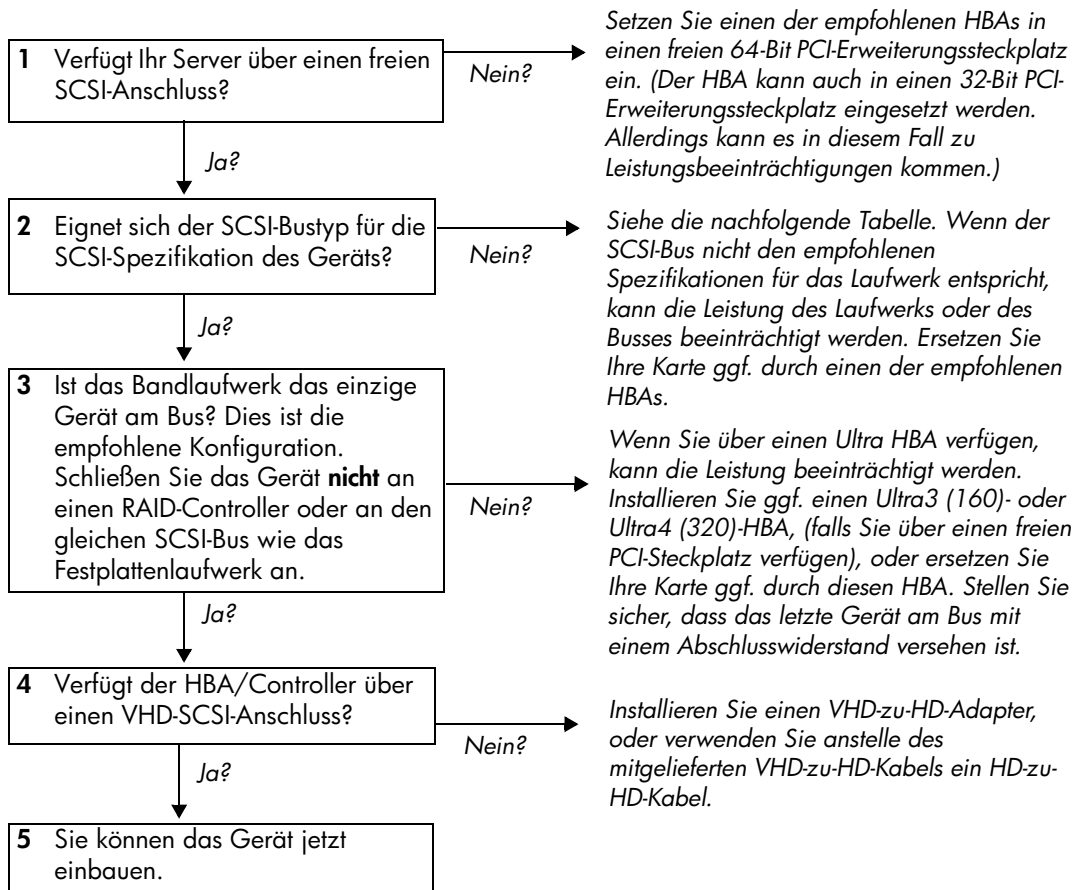 1 Verfügt Ihr Server über einen freien
SCSI-Anschluss?
Nein?
Setzen Sie einen der empfohlenen HBAs in
einen freien 64-Bit PCI-Erweiterungssteckplatz
ein. (Der HBA kann auch in einen 32-Bit PCI-
Erweiterungssteckplatz eingesetzt werden.
Allerdings kann es in diesem Fall zu
Leistungsbeeinträchtigungen kommen.)
Ja?
2 Eignet sich der SCSI-Bustyp für die
SCSI-Spezifikation des Geräts?
Nein?
Siehe die nachfolgende Tabelle. Wenn der
SCSI-Bus nicht den empfohlenen
Spezifikationen für das Laufwerk entspricht,
kann die Leistung des Laufwerks oder des
Busses beeinträchtigt werden. Ersetzen Sie
Ihre Karte ggf. durch einen der empfohlenen
HBAs.
Ja?
3 Ist das Bandlaufwerk das einzige
Gerät am Bus? Dies ist die
empfohlene Konfiguration.
Schließen Sie das Gerät nicht an
einen RAID-Controller oder an den
gleichen SCSI-Bus wie das
Festplattenlaufwerk an.
Nein?
Wenn Sie über einen Ultra HBA verfügen,
kann die Leistung beeinträchtigt werden.
Installieren Sie ggf. einen Ultra3 (160)- oder
Ultra4 (320)-HBA, (falls Sie über einen freien
PCI-Steckplatz verfügen), oder ersetzen Sie
Ihre Karte ggf. durch diesen HBA. Stellen Sie
sicher, dass das letzte Gerät am Bus mit
einem Abschlusswiderstand versehen ist.
Ja?
4 Verfügt der HBA/Controller über
einen VHD-SCSI-Anschluss?
Nein?
Installieren Sie einen VHD-zu-HD-Adapter,
oder verwenden Sie anstelle des
mitgelieferten VHD-zu-HD-Kabels ein HD-zu-
HD-Kabel.
Ja?
5 Sie können das Gerät jetzt
einbauen.